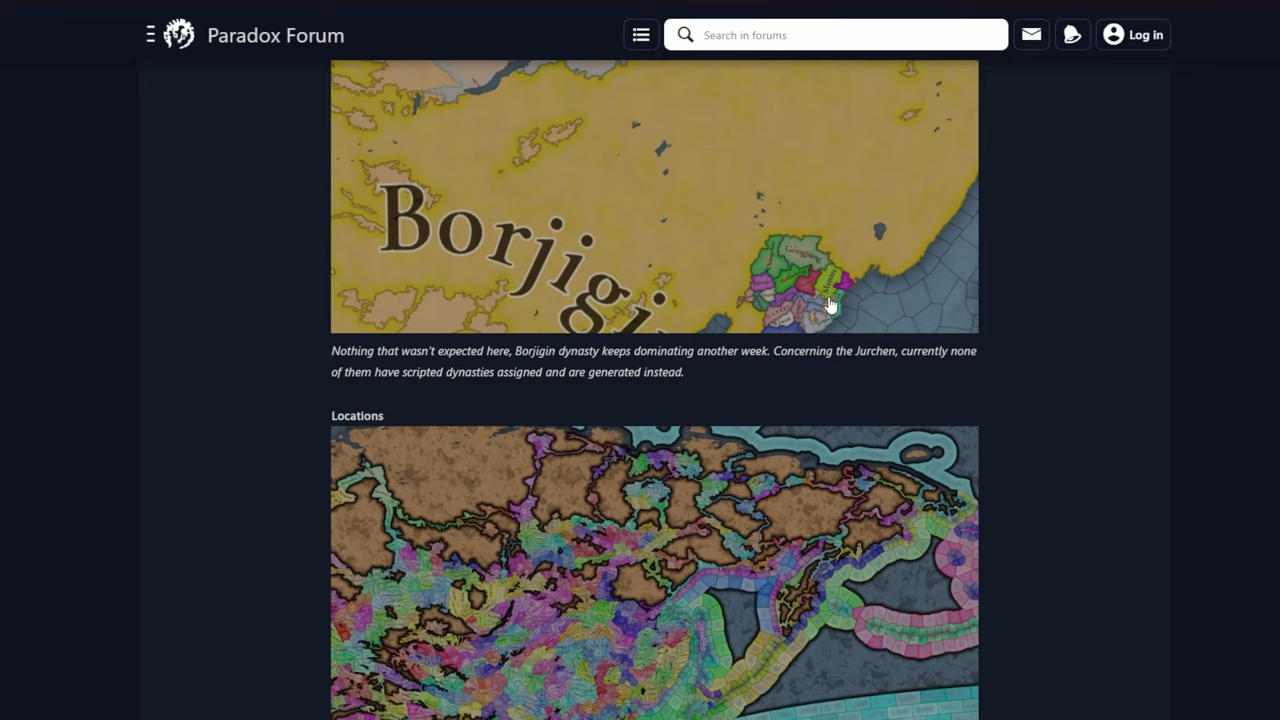 Paradox Forum
Search in forums
Log in
Borjigi
Nothing that wasn't expected here, Borjigin dynasty keeps dominating another week. Concerning the Jurchen, currently none
of them have scripted dynasties assigned and are generated instead.
Locations